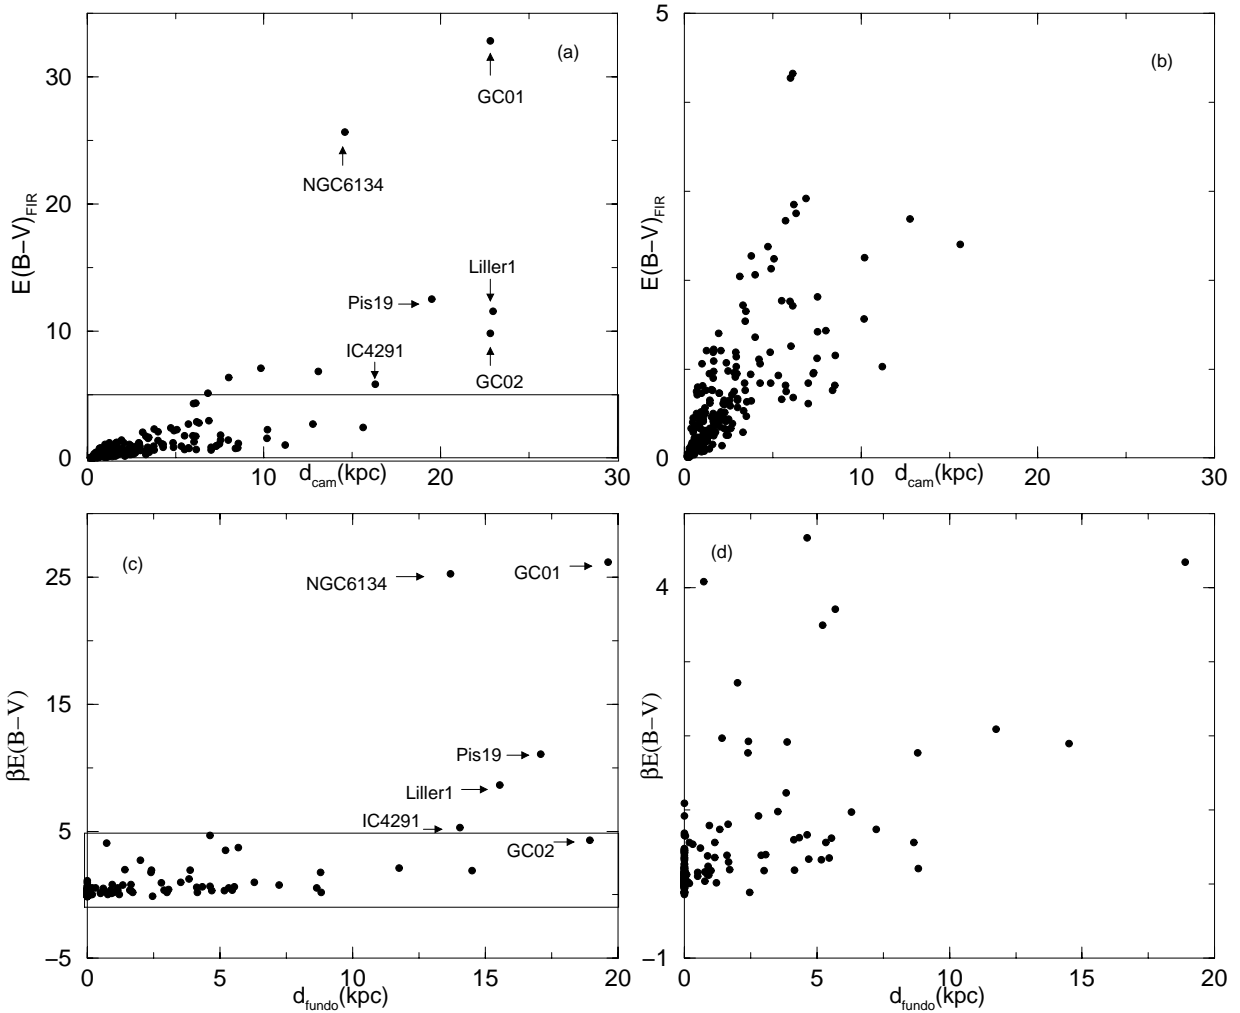 (a)
GC01
NGC6134
Liller1
Pis19
IC4291
GC02
30
20
10
0
E(B−V)FIR
0 10 20 30
dcam(kpc)
(b)
5
0
E(B−V)FIR
0 10 20 30
dcam(kpc)
(c)
NGC6134
GC01
Pis19
Liller1
IC4291
GC02
25
15
5
−5
βE(B−V)
0 5 10 15 20
dfundo(kpc)
(d)
4
−1
βE(B−V)
0 5 10 15 20
dfundo(kpc)